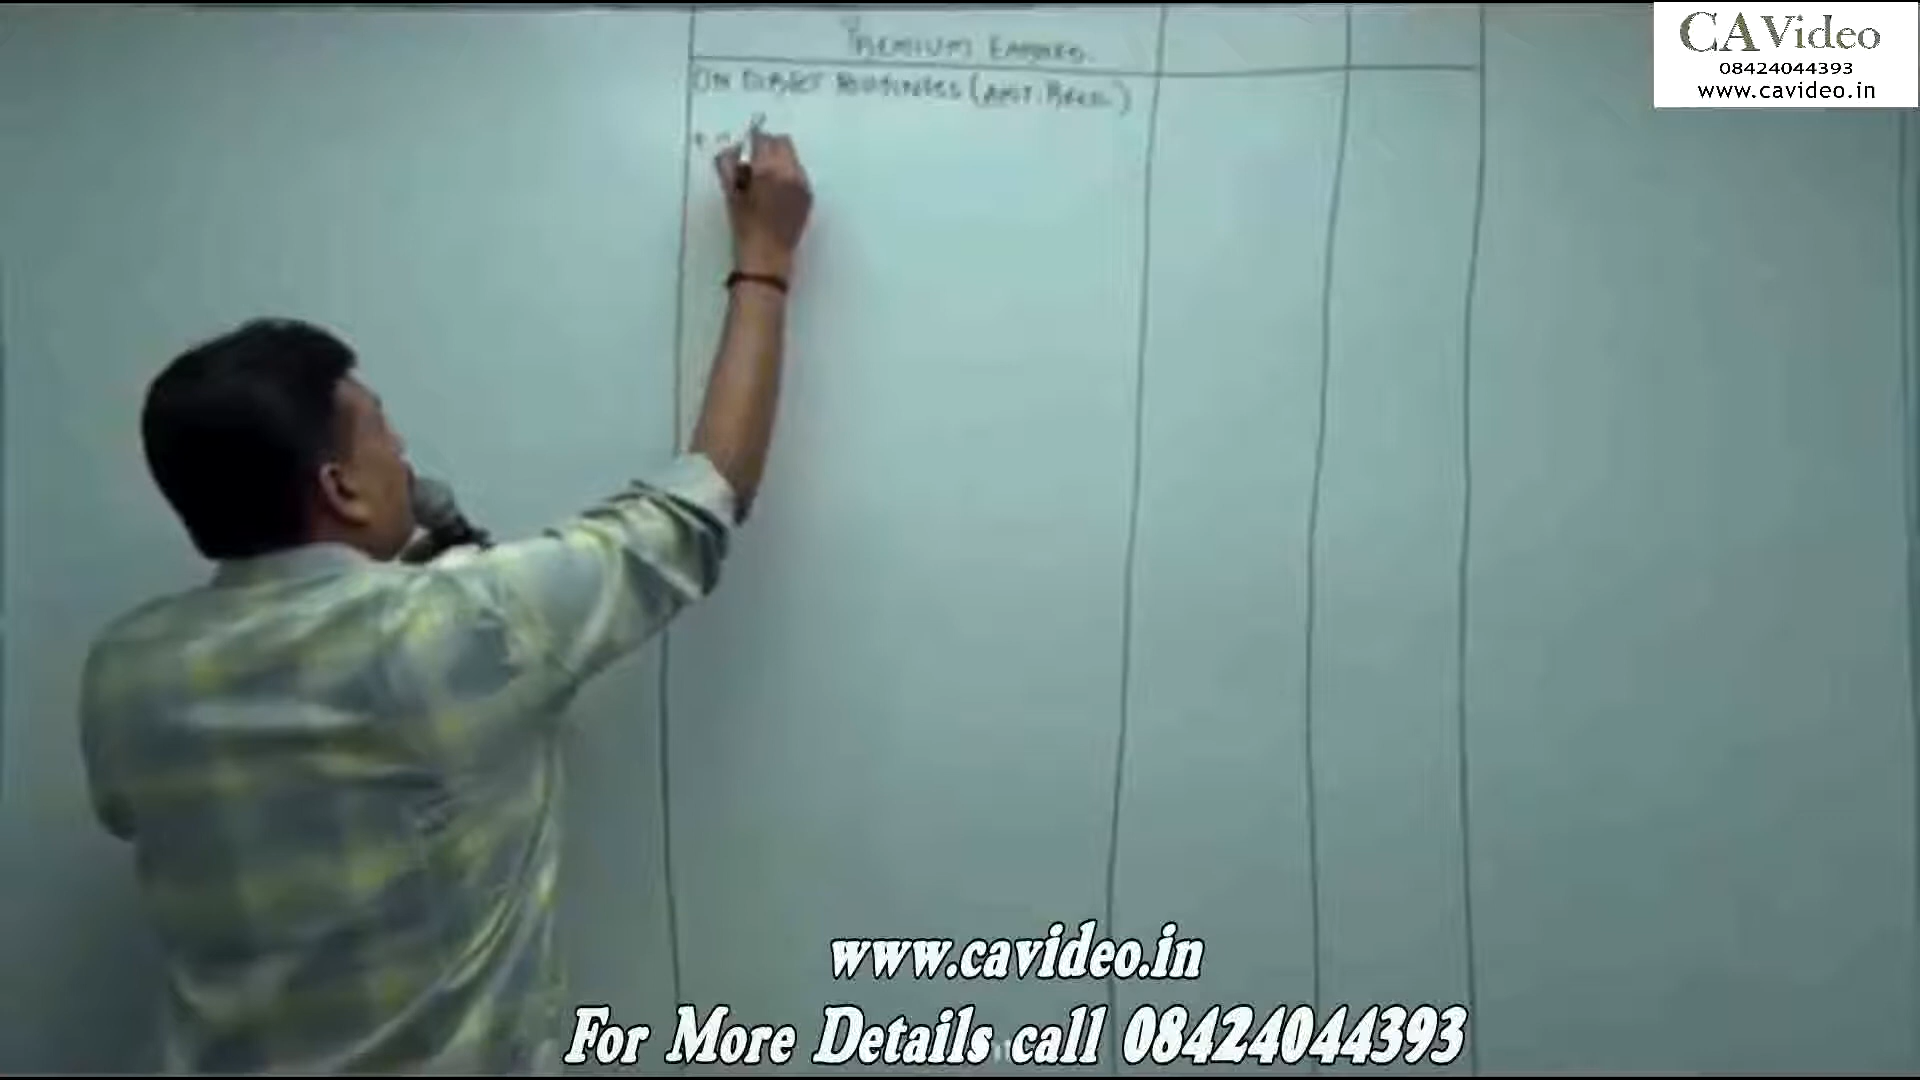 CAVideo
08424044393
www.cavideo.in
PREMIUM EARNED.
ON DIRECT BUSINESS (AMT. RECD.)
www.cavideo.in
For More Details call 08424044393